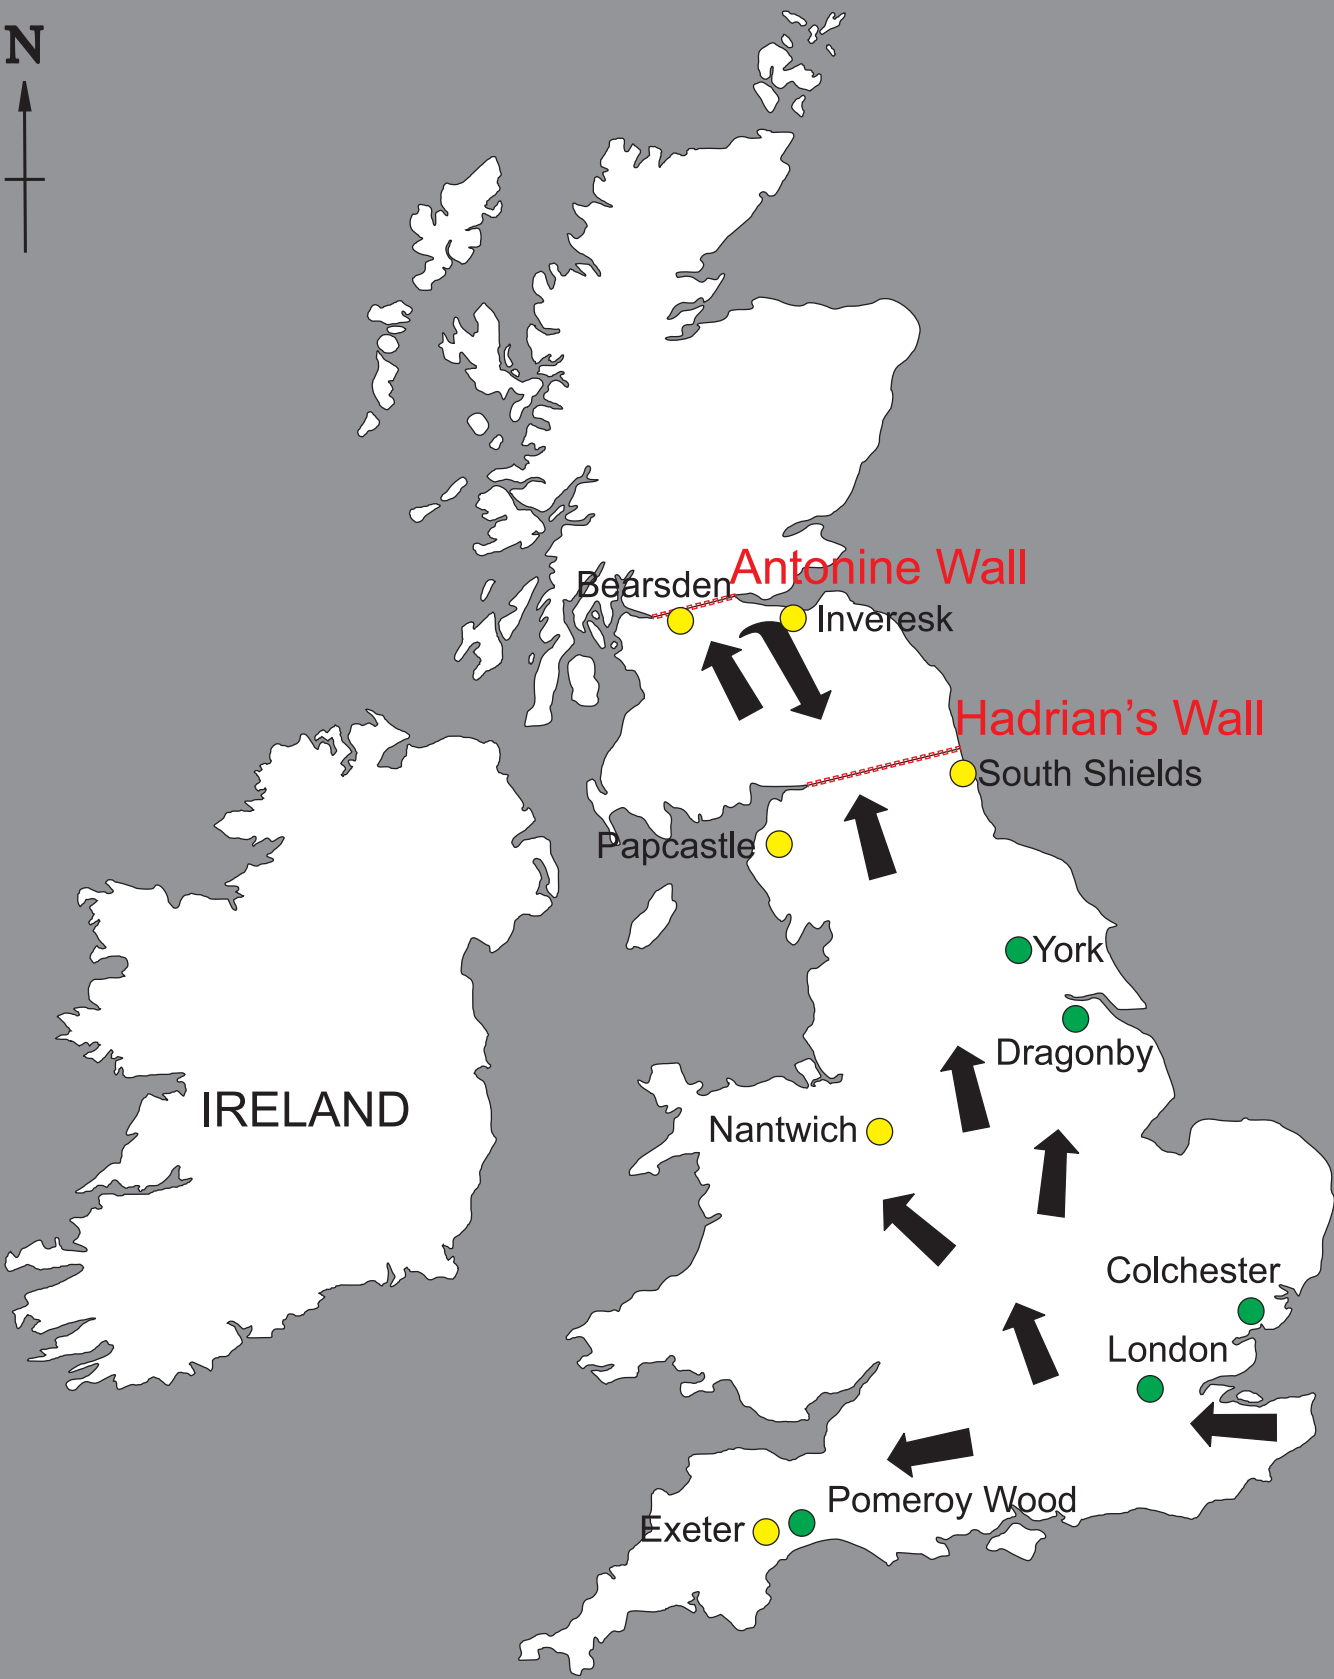 N
Antonine Wall
Bearsden
Inveresk
Hadrian's Wall
South Shields
Papcastle
York
Dragonby
IRELAND
Nantwich
Colchester
London
Pomeroy Wood
Exeter